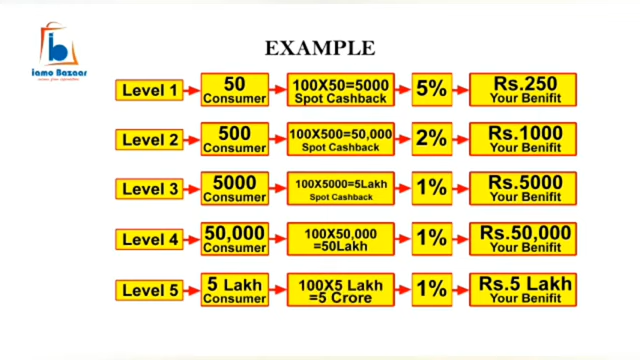 ib
iamo Bazaar
EXAMPLE
Level 1
50
Consumer
100X50=5000
Spot Cashback
5%
Rs.250
Your Benifit
Level 2
500
Consumer
100X500=50,000
Spot Cashback
2%
Rs.1000
Your Benifit
Level 3
5000
Consumer
100X5000=5Lakh
Spot Cashback
1%
Rs.5000
Your Benifit
Level 4
50,000
Consumer
100X50,000
=50Lakh
1%
Rs.50,000
Your Benifit
Level 5
5 Lakh
Consumer
100X5 Lakh
=5 Crore
1%
Rs.5 Lakh
Your Benifit